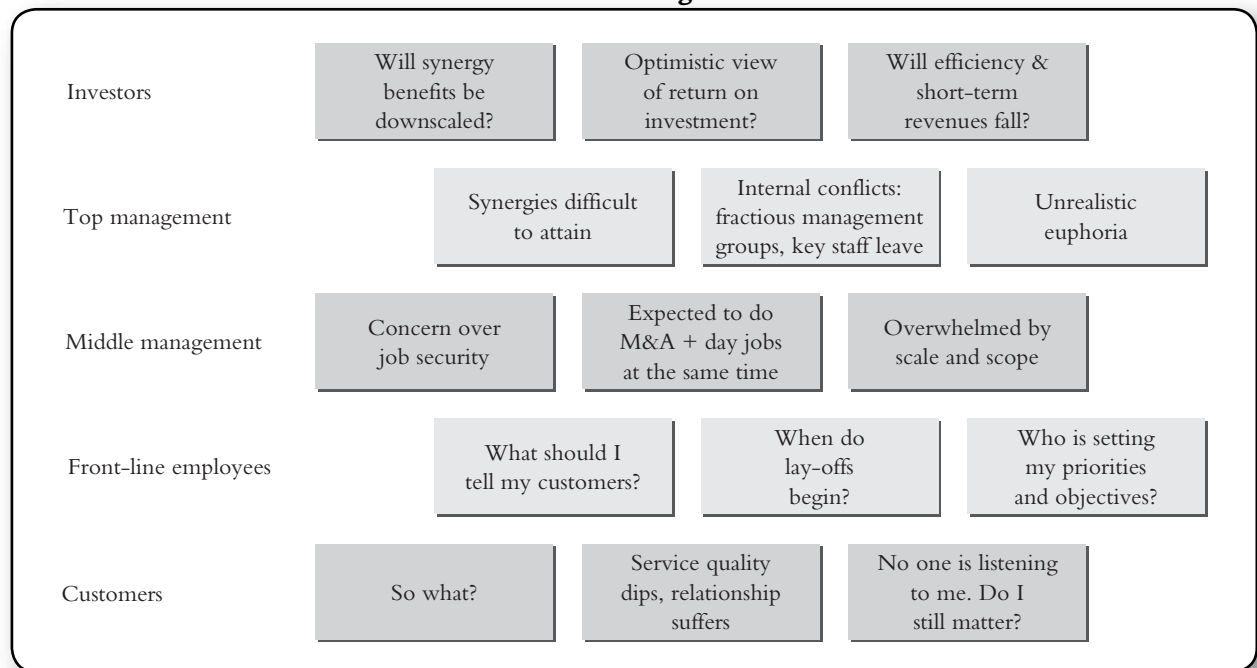 Investors
Will synergy
benefits be
downscaled?
Optimistic view
of return on
investment?
Will efficiency &
short-term
revenues fall?
Top management
Synergies difficult
to attain
Internal conflicts:
fractious management
groups, key staff leave
Unrealistic
euphoria
Middle management
Concern over
job security
Expected to do
M&A + day jobs
at the same time
Overwhelmed by
scale and scope
Front-line employees
What should I
tell my customers?
When do
lay-offs
begin?
Who is setting
my priorities
and objectives?
Customers
So what?
Service quality
dips, relationship
suffers
No one is listening
to me. Do I
still matter?